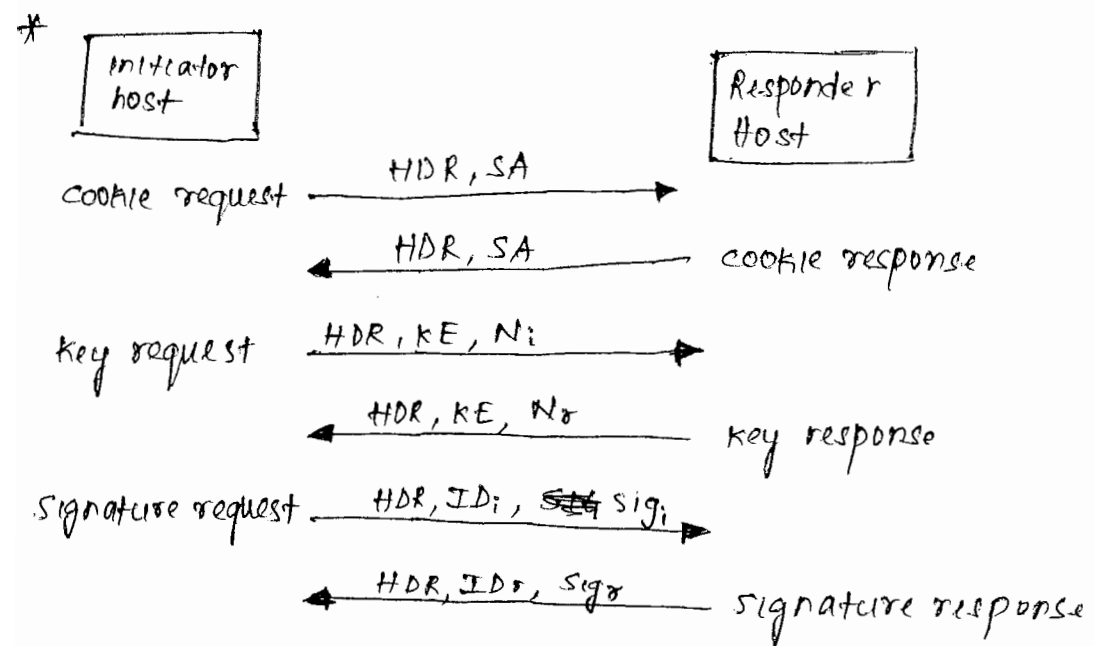 *
Initiator
host
Responder
Host
HDR, SA
cookie request
HDR, SA
cookie response
key request
HDR, KE, Ni
HDR, KE, Nr
key response
signature request
HDR, IDi, Sigi
HDR, IDr, Sigr
signature response